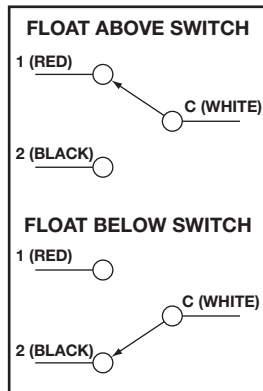 FLOAT ABOVE SWITCH
1 (RED)
C (WHITE)
2 (BLACK)
FLOAT BELOW SWITCH
1 (RED)
C (WHITE)
2 (BLACK)